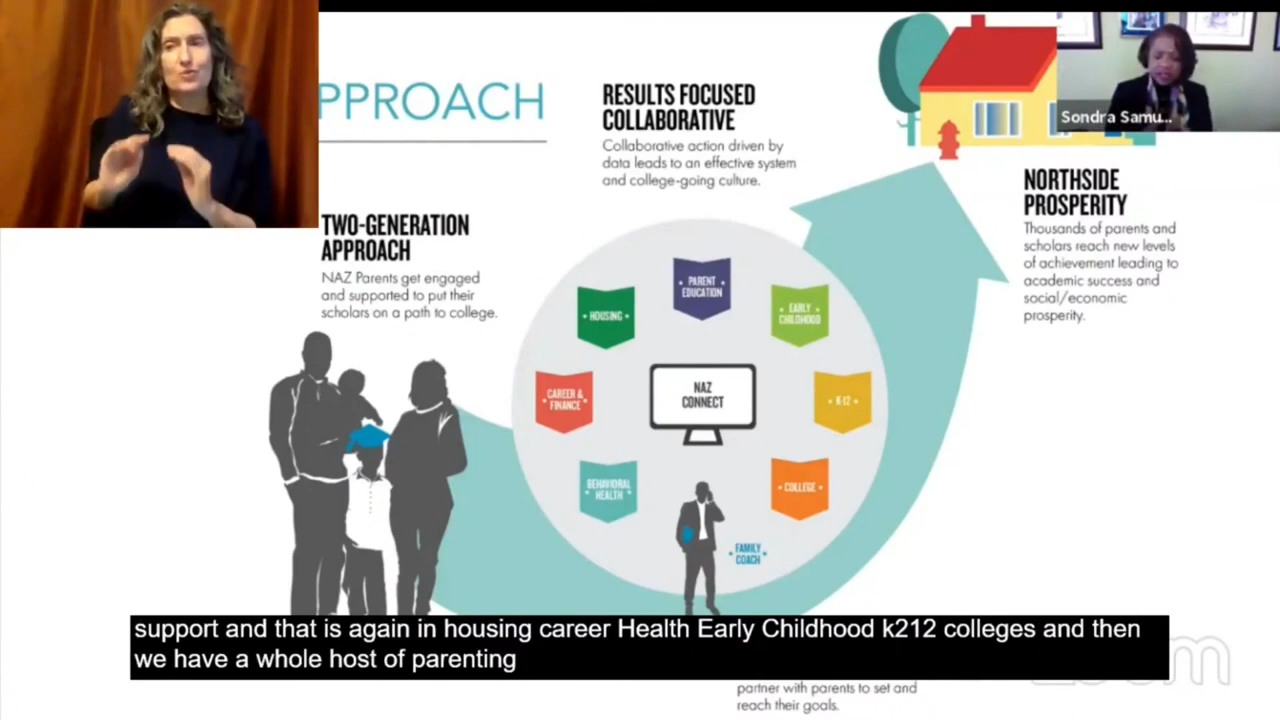 PPROACH
RESULTS FOCUSED
COLLABORATIVE
Collaborative action driven by
data leads to an effective system
and college-going culture.
Sondra Samu...
TWO-GENERATION
APPROACH
NAZ Parents get engaged
and supported to put their
scholars on a path to college.
NORTHSIDE
PROSPERITY
Thousands of parents and
scholars reach new levels
of achievement leading to
academic success and
social/economic
prosperity.
PARENT
EDUCATION
• HOUSING •
EARLY
CHILDHOOD
CAREER &
FINANCE
NAZ
CONNECT
• K-12 •
BEHAVIORAL
HEALTH
• COLLEGE •
FAMILY
COACH
support and that is again in housing career Health Early Childhood k212 colleges and then
we have a whole host of parenting
partner with parents to set and
reach their goals.